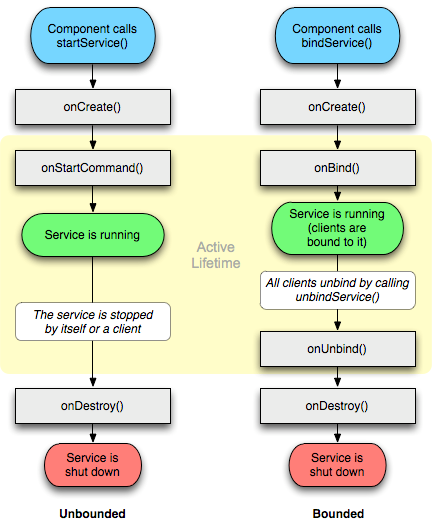 Component calls
startService()
onCreate()
onStartCommand()
Service is running
The service is stopped
by itself or a client
onDestroy()
Service is
shut down
Unbounded
Active
Lifetime
Component calls
bindService()
onCreate()
onBind()
Service is running
(clients are
bound to it)
All clients unbind by calling
unbindService()
onUnbind()
onDestroy()
Service is
shut down
Bounded